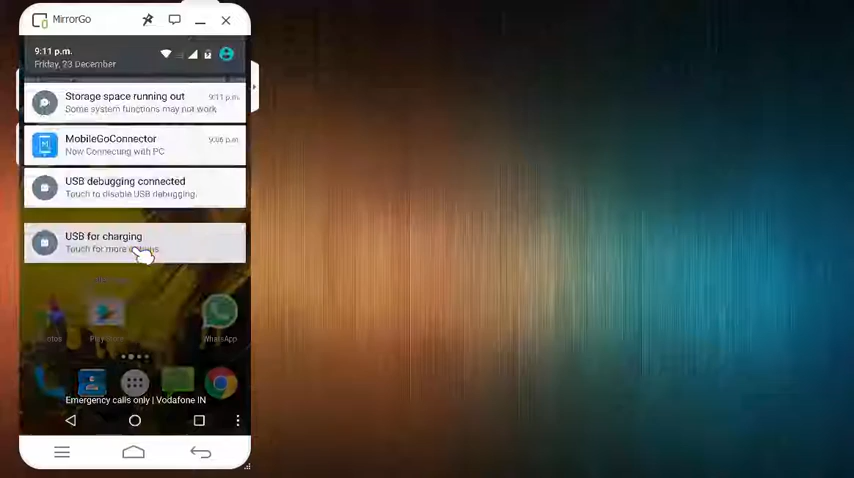 MirrorGo
9:11 p.m.
Friday, 23 December
Storage space running out 9:11 p.m.
Some system functions may not work
MobileGoConnector 9:06 p.m.
Now Connecting with PC
USB debugging connected
Touch to disable USB debugging.
USB for charging
Touch for more options.
WhatsApp
Emergency calls only | Vodafone IN